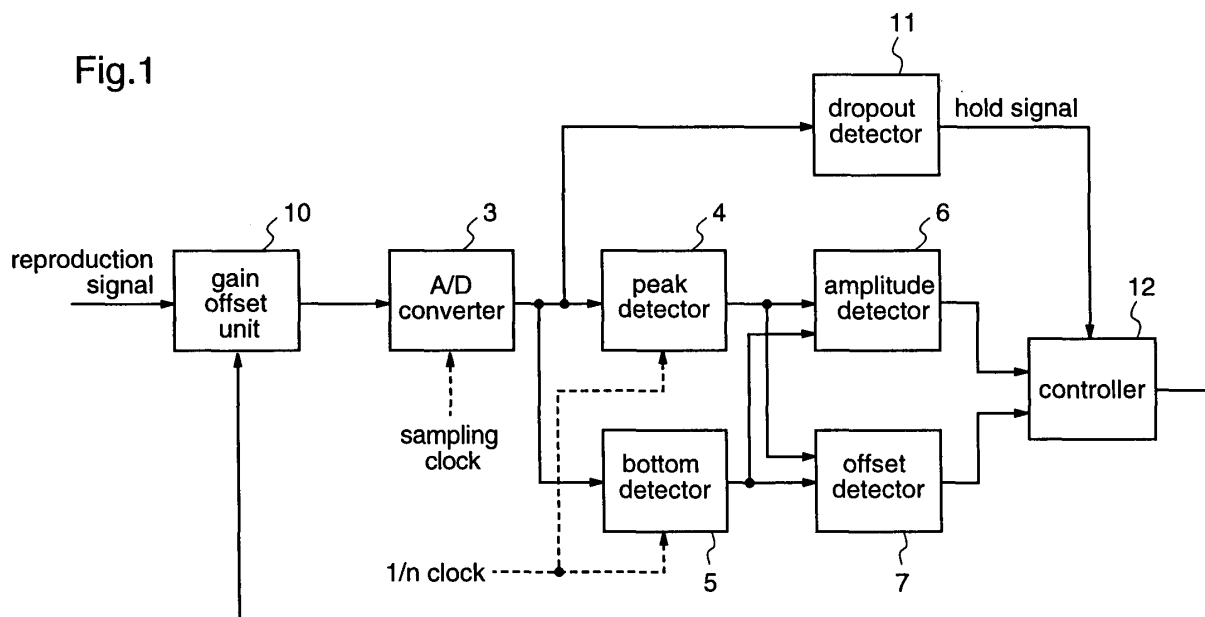 Fig.1
11
dropout
detector
hold signal
10
3
4
6
12
reproduction
signal
gain
offset
unit
A/D
converter
peak
detector
amplitude
detector
controller
sampling
clock
bottom
detector
offset
detector
1/n clock
5
7